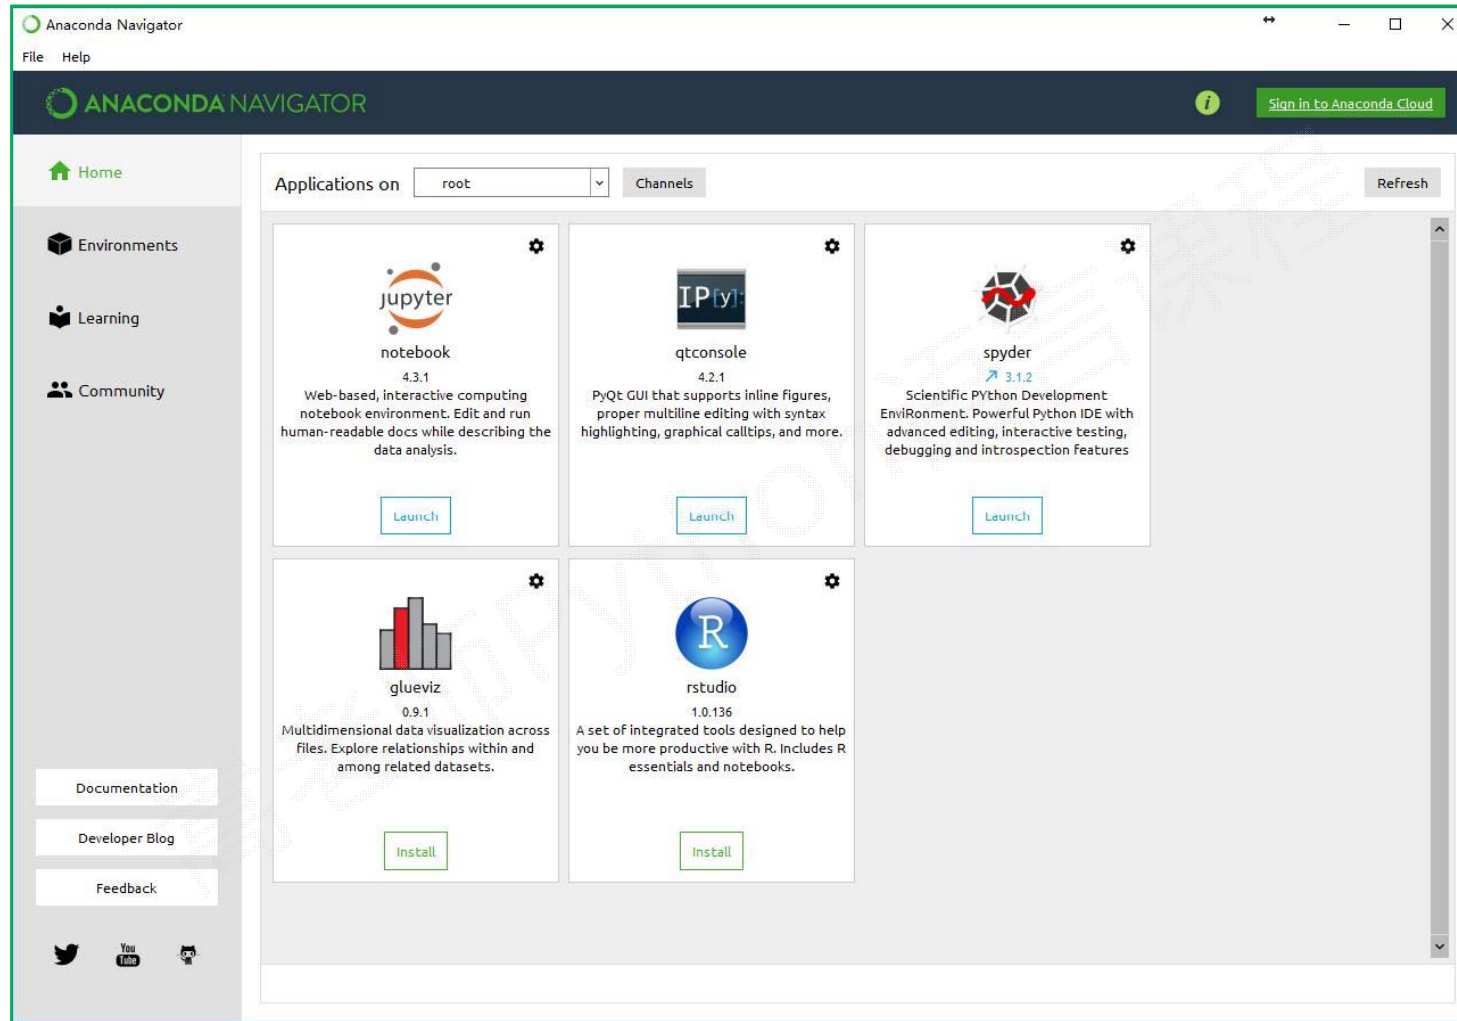 Anaconda Navigator
File Help
ANACONDA NAVIGATOR
i
Sign in to Anaconda Cloud
Home
Environments
Learning
Community
Documentation
Developer Blog
Feedback
You
Tube
Applications on root Channels Refresh
jupyter
notebook
4.3.1
Web-based, interactive computing
notebook environment. Edit and run
human-readable docs while describing the
data analysis.
Launch
IP[y]:
qtconsole
4.2.1
PyQt GUI that supports inline figures,
proper multiline editing with syntax
highlighting, graphical calltips, and more.
Launch
spyder
3.1.2
Scientific PYthon Development
EnviRonment. Powerful Python IDE with
advanced editing, interactive testing,
debugging and introspection features
Launch
glueviz
0.9.1
Multidimensional data visualization across
files. Explore relationships within and
among related datasets.
Install
R
rstudio
1.0.136
A set of integrated tools designed to help
you be more productive with R. Includes R
essentials and notebooks.
Install